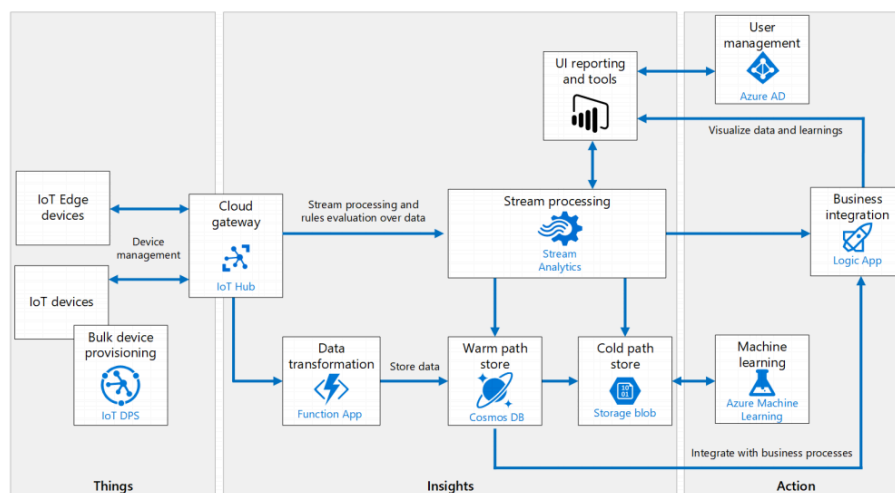 User
management
Azure AD
UI reporting
and tools
Visualize data and learnings
IoT Edge
devices
Cloud
gateway
IoT Hub
Stream processing and
rules evaluation over data
Stream processing
Stream
Analytics
Business
integration
Logic App
Device
management
IoT devices
Bulk device
provisioning
IoT DPS
Data
transformation
Function App
Store data
Warm path
store
Cosmos DB
Cold path
store
10
01
Storage blob
Machine
learning
Azure Machine
Learning
Integrate with business processes
Things
Insights
Action